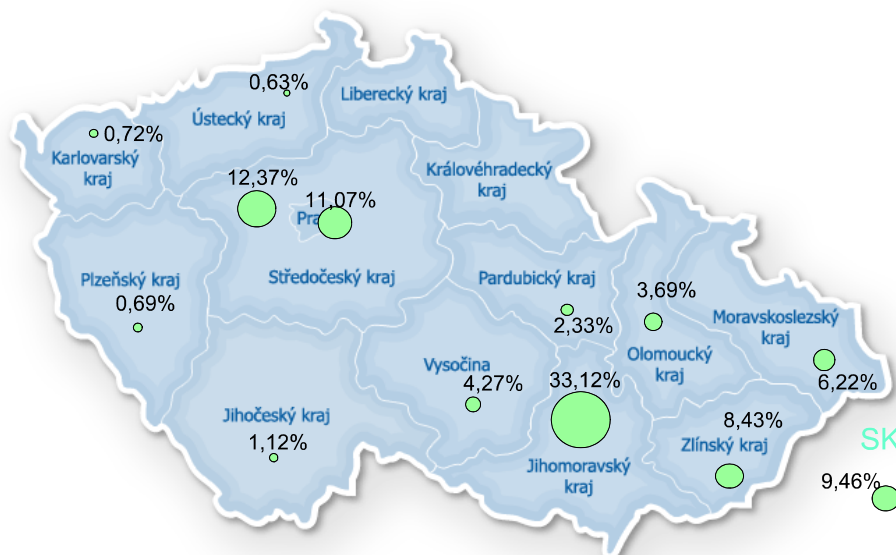 0,63%
Liberecký kraj
Ústecký kraj
0,72%
Karlovarský
kraj
Královéhradecký
kraj
12,37%
11,07%
Pra
Středočeský kraj
Plzeňský kraj
0,69%
Pardubický kraj
2,33%
3,69%
Olomoucký
kraj
Moravskoslezský
kraj
6,22%
Vysočina
4,27%
33,12%
Jihomoravský
kraj
Jihočeský kraj
1,12%
8,43%
Zlínský kraj
SK
9,46%